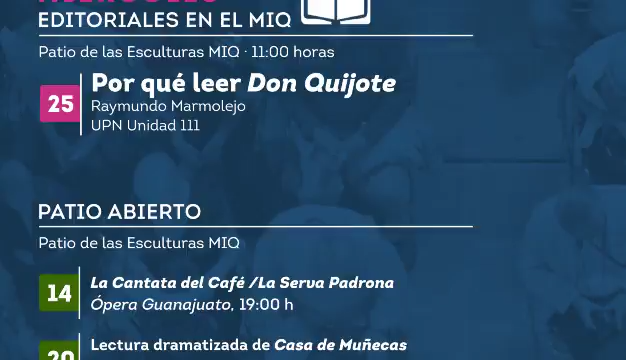 EDITORIALES EN EL MIQ
Patio de las Esculturas MIQ · 11:00 horas
25
Por qué leer Don Quijote
Raymundo Marmolejo
UPN Unidad 111
PATIO ABIERTO
Patio de las Esculturas MIQ
14
La Cantata del Café /La Serva Padrona
Ópera Guanajuato, 19:00 h
20
Lectura dramatizada de Casa de Muñecas